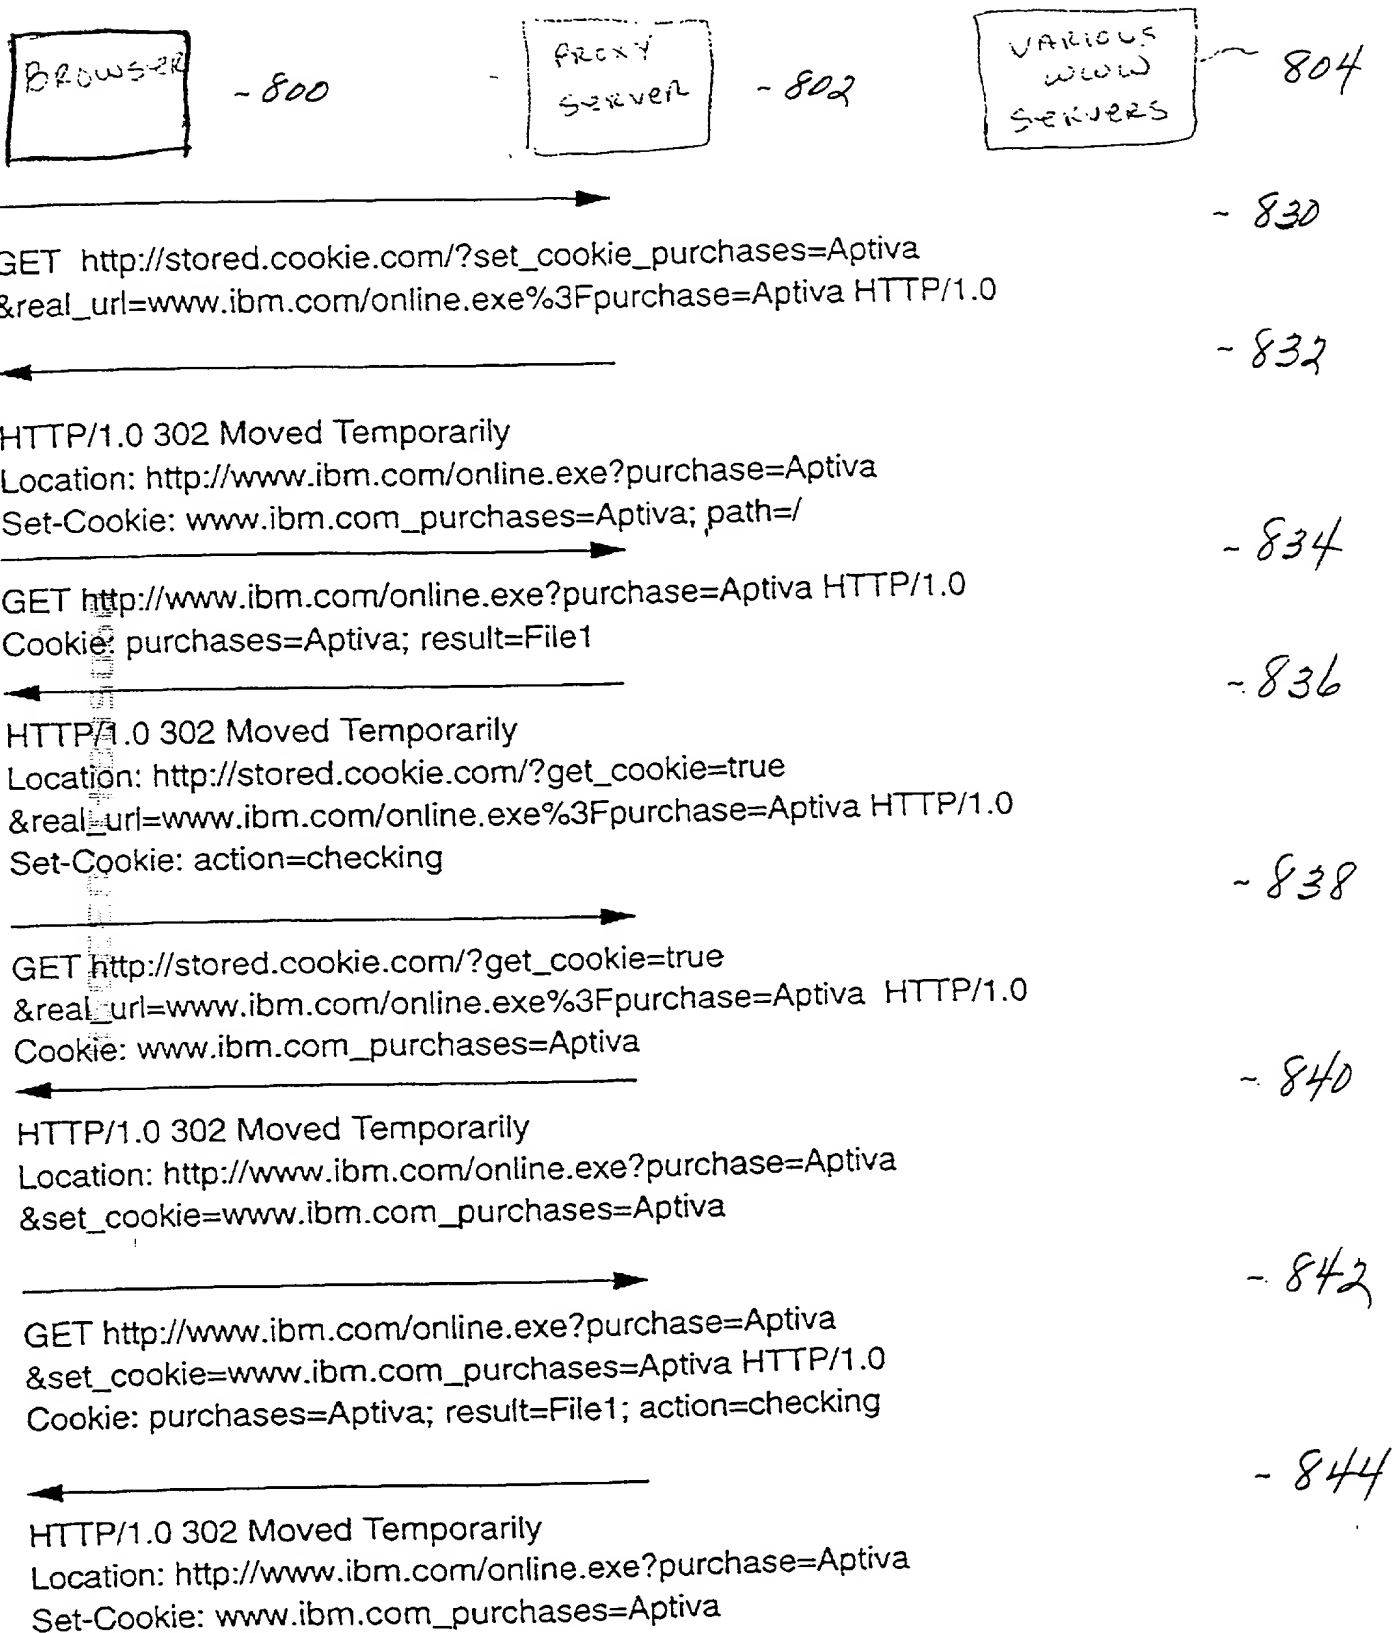 BROWSER
~800
PROXY
SERVER
~802
VARIOUS
WWW
SERVERS
804
~ 830
GET http://stored.cookie.com/?set_cookie_purchases=Aptiva
&real_url=www.ibm.com/online.exe%3Fpurchase=Aptiva HTTP/1.0
~ 832
HTTP/1.0 302 Moved Temporarily
Location: http://www.ibm.com/online.exe?purchase=Aptiva
Set-Cookie: www.ibm.com_purchases=Aptiva; path=/
~ 834
GET http://www.ibm.com/online.exe?purchase=Aptiva HTTP/1.0
Cookie: purchases=Aptiva; result=File1
~ 836
HTTP/1.0 302 Moved Temporarily
Location: http://stored.cookie.com/?get_cookie=true
&real_url=www.ibm.com/online.exe%3Fpurchase=Aptiva HTTP/1.0
Set-Cookie: action=checking
~ 838
GET http://stored.cookie.com/?get_cookie=true
&real_url=www.ibm.com/online.exe%3Fpurchase=Aptiva HTTP/1.0
Cookie: www.ibm.com_purchases=Aptiva
~ 840
HTTP/1.0 302 Moved Temporarily
Location: http://www.ibm.com/online.exe?purchase=Aptiva
&set_cookie=www.ibm.com_purchases=Aptiva
~ 842
GET http://www.ibm.com/online.exe?purchase=Aptiva
&set_cookie=www.ibm.com_purchases=Aptiva HTTP/1.0
Cookie: purchases=Aptiva; result=File1; action=checking
~ 844
HTTP/1.0 302 Moved Temporarily
Location: http://www.ibm.com/online.exe?purchase=Aptiva
Set-Cookie: www.ibm.com_purchases=Aptiva